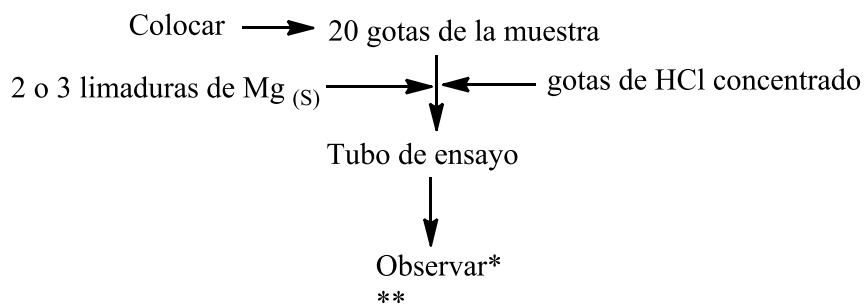 Colocar
20 gotas de la muestra
2 o 3 limaduras de Mg (S)
gotas de HCl concentrado
Tubo de ensayo
Observar*
**